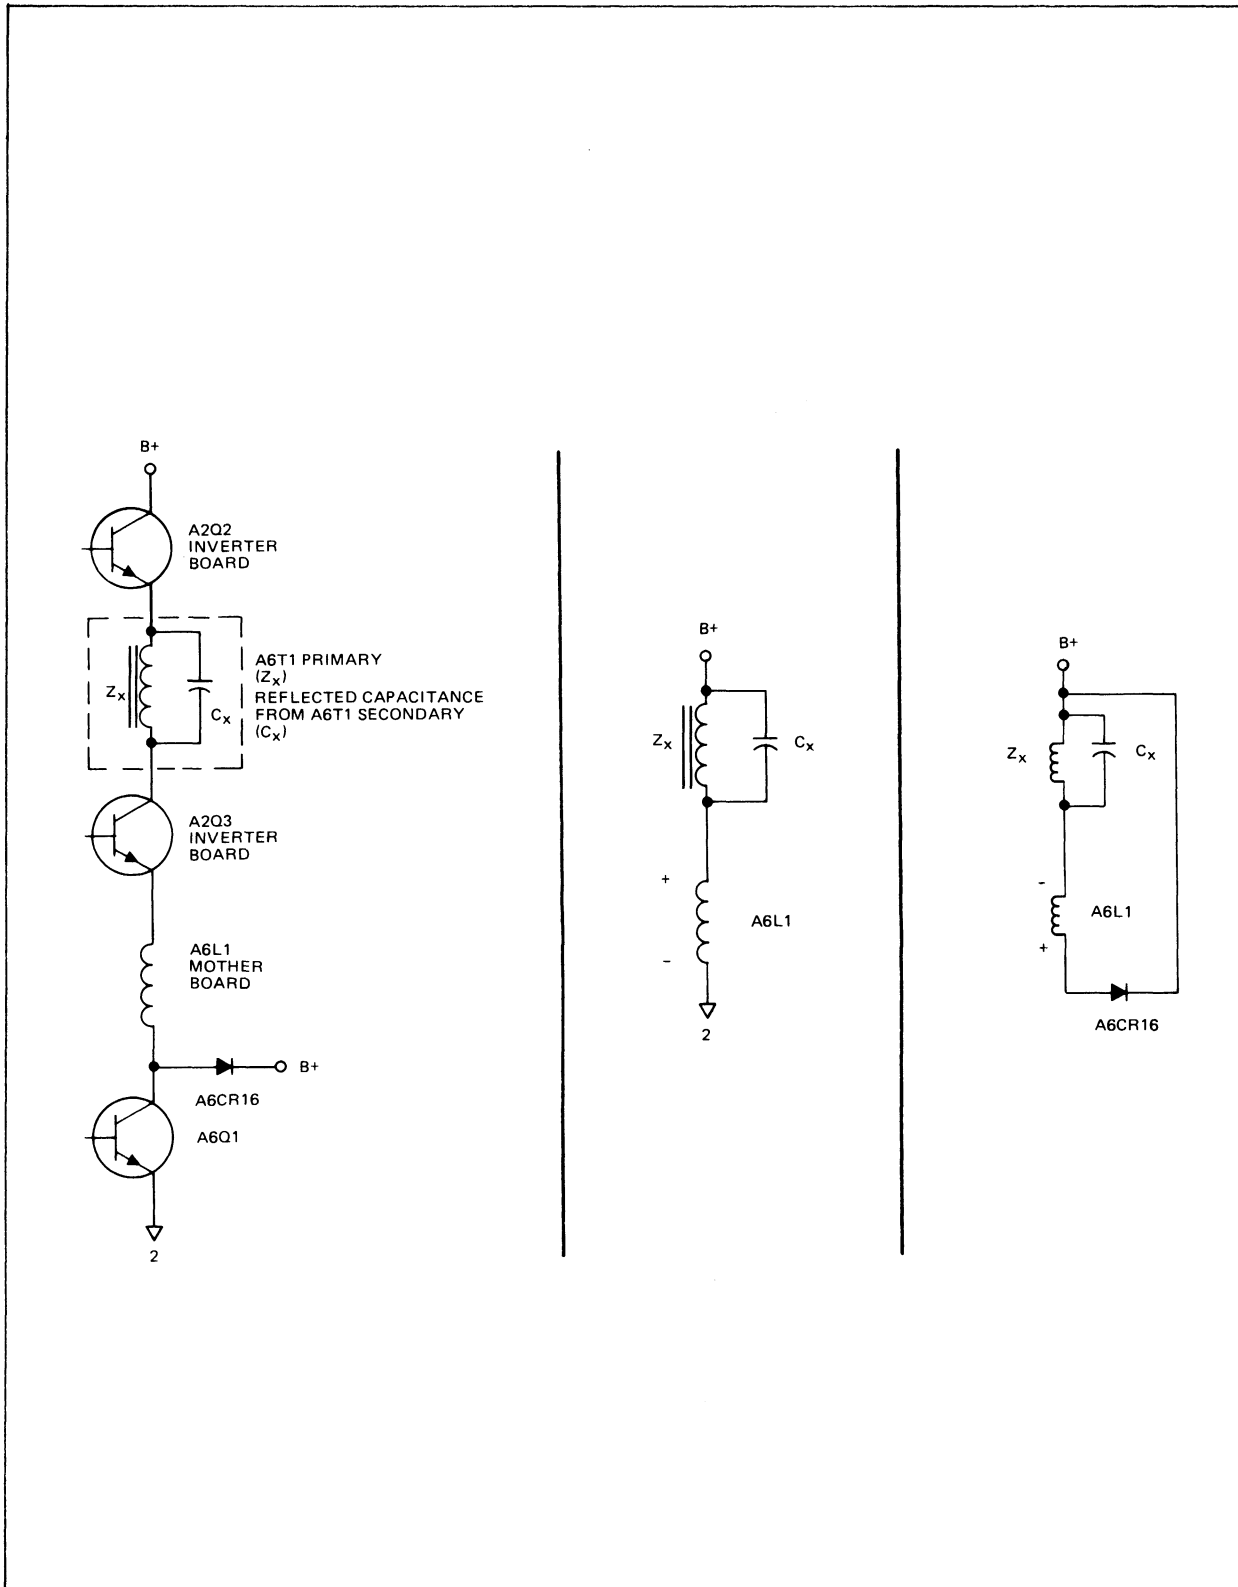 B+
A2Q2
INVERTER
BOARD
A6T1 PRIMARY
(Zx)
REFLECTED CAPACITANCE
FROM A6T1 SECONDARY
(Cx)
Zx
Cx
A2Q3
INVERTER
BOARD
A6L1
MOTHER
BOARD
B+
A6CR16
A6Q1
2
B+
Zx
Cx
+
A6L1
-
2
B+
Zx
Cx
-
A6L1
+
A6CR16